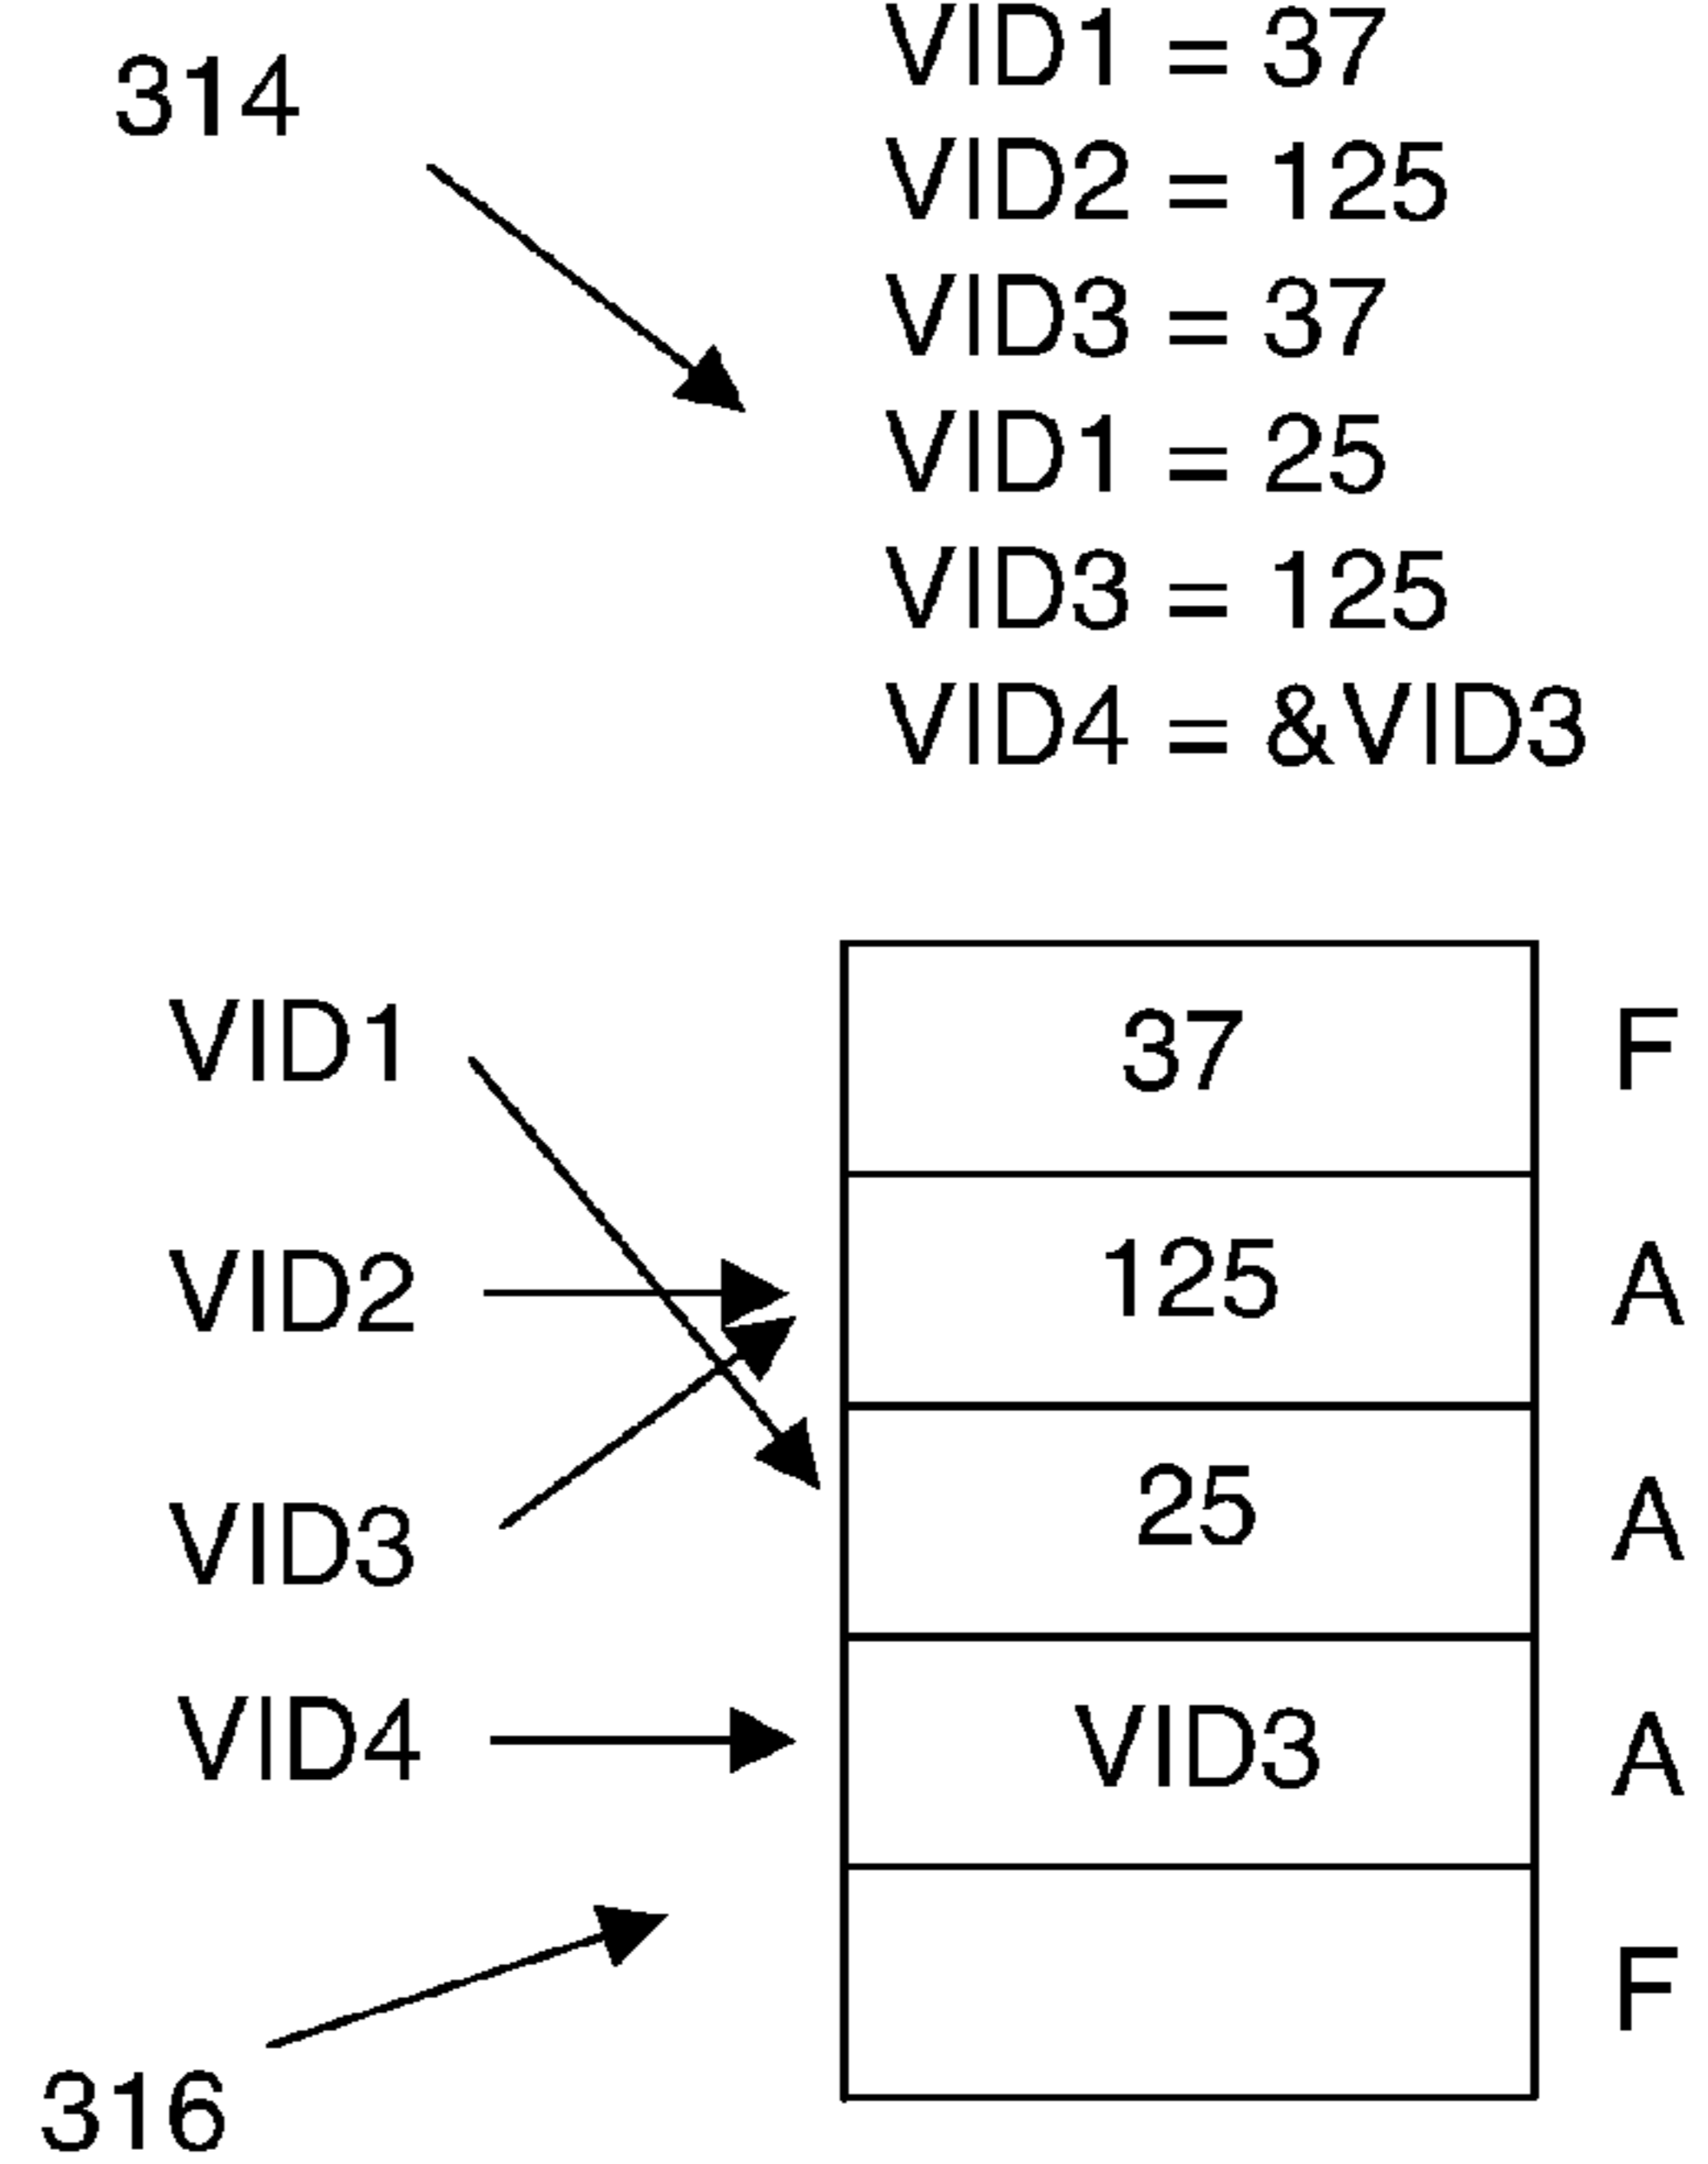 314
VID1 = 37
VID2 = 125
VID3 = 37
VID1 = 25
VID3 = 125
VID4 = &VID3
VID1 37 F
VID2 125 A
VID3 25 A
VID4 VID3 A
F
316